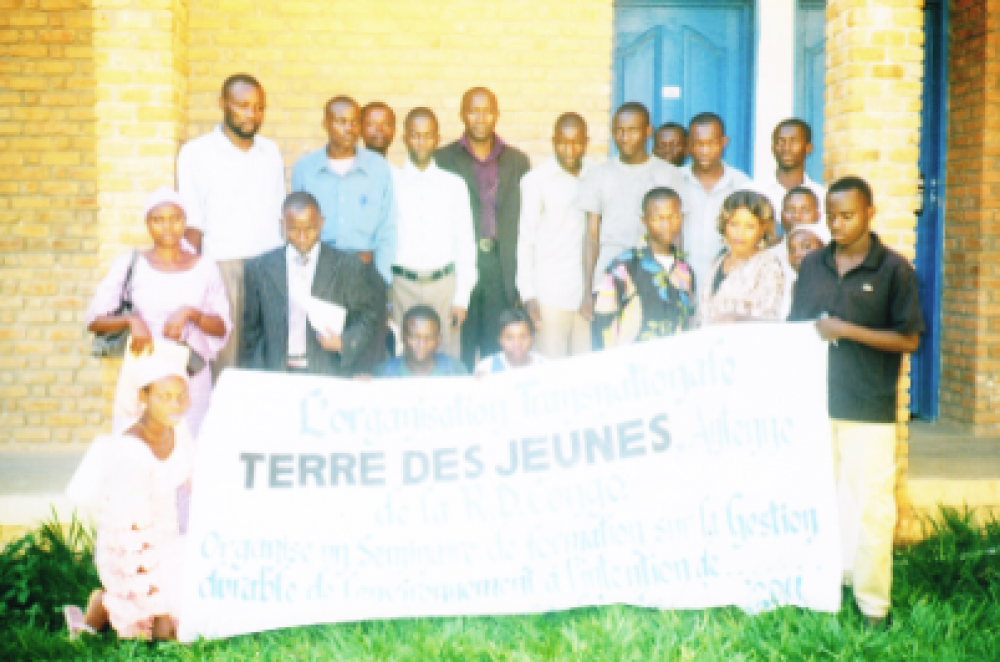 L'organisation Transnationale
TERRE DES JEUNES, Antenne
de la R.D.Congo
Organise un Séminaire de formation sur la Gestion
durable de l'environnement à l'intention de